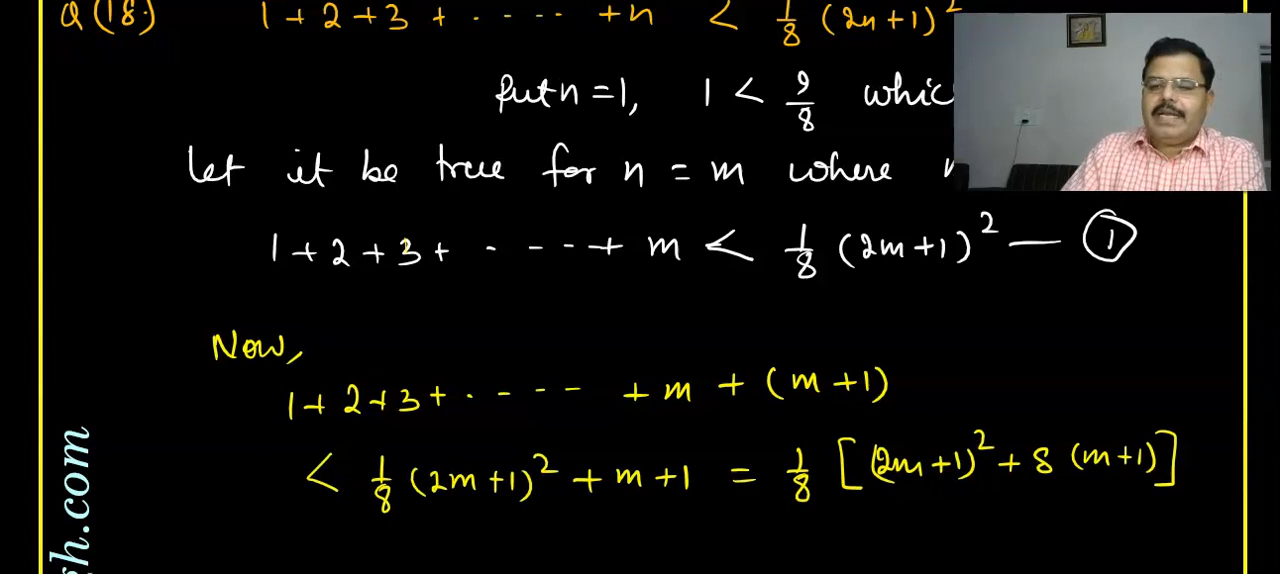 Q(18.) 1 + 2 + 3 + . - . - .. + n < 1/8 (2n+1)^2
Put n = 1, 1 < 9/8
Let it be true for n = m where
1 + 2 + 3 + . - - - + m < 1/8 (2m+1)^2 — ①
Now,
1 + 2 + 3 + . - - - + m + (m+1)
< 1/8 (2m+1)^2 + m + 1 = 1/8 [(2m+1)^2 + 8 (m+1)]
sh.com